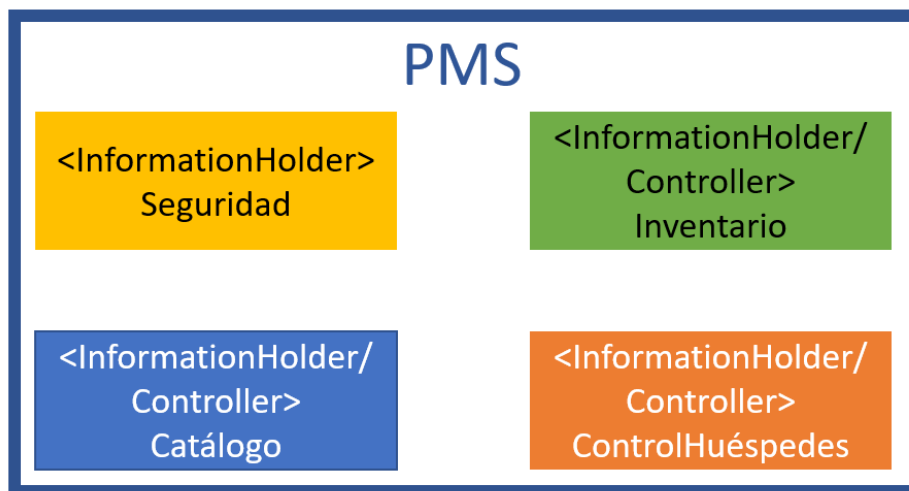 PMS
<InformationHolder>
Seguridad
<InformationHolder/
Controller>
Inventario
<InformationHolder/
Controller>
Catálogo
<InformationHolder/
Controller>
ControlHuéspedes